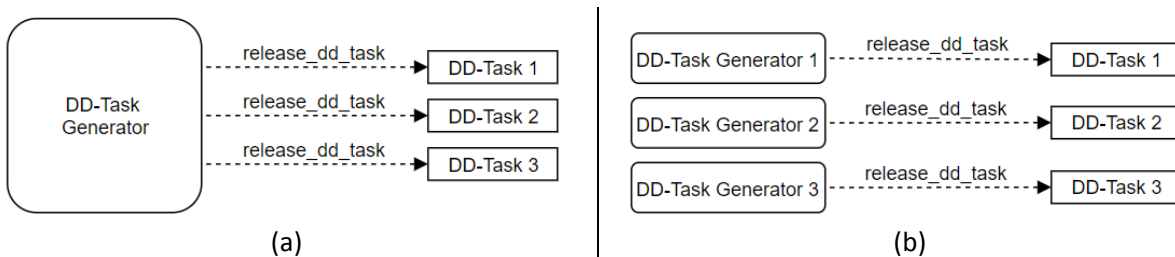 DD-Task
Generator
release_dd_task
DD-Task 1
release_dd_task
DD-Task 2
release_dd_task
DD-Task 3
(a)
DD-Task Generator 1
release_dd_task
DD-Task 1
DD-Task Generator 2
release_dd_task
DD-Task 2
DD-Task Generator 3
release_dd_task
DD-Task 3
(b)